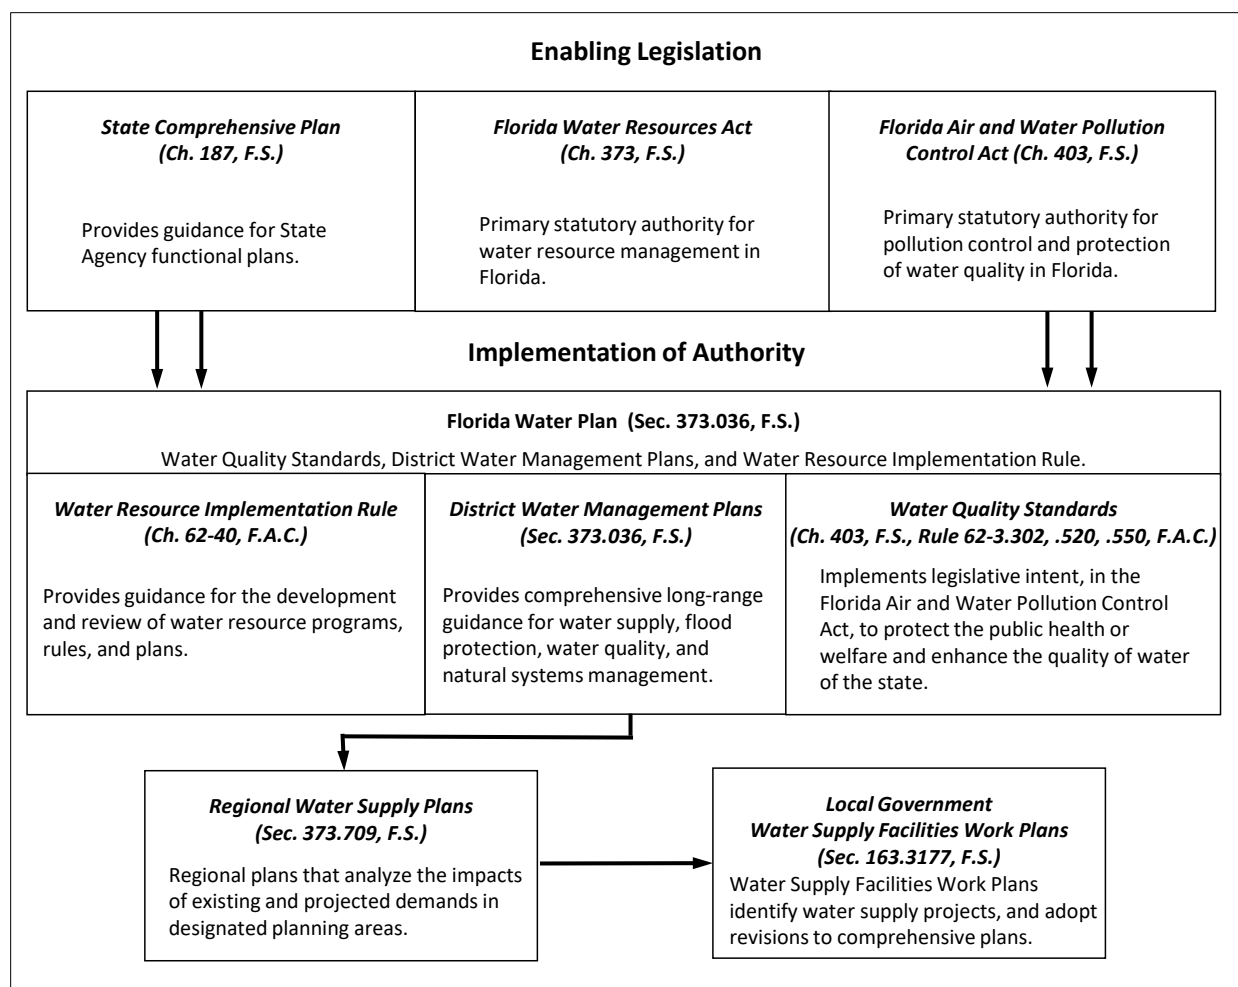 Enabling Legislation
State Comprehensive Plan
(Ch. 187, F.S.)
Provides guidance for State
Agency functional plans.
Florida Water Resources Act
(Ch. 373, F.S.)
Primary statutory authority for
water resource management in
Florida.
Florida Air and Water Pollution
Control Act (Ch. 403, F.S.)
Primary statutory authority for
pollution control and protection
of water quality in Florida.
Implementation of Authority
Florida Water Plan (Sec. 373.036, F.S.)
Water Quality Standards, District Water Management Plans, and Water Resource Implementation Rule.
Water Resource Implementation Rule
(Ch. 62-40, F.A.C.)
Provides guidance for the development
and review of water resource programs,
rules, and plans.
District Water Management Plans
(Sec. 373.036, F.S.)
Provides comprehensive long-range
guidance for water supply, flood
protection, water quality, and
natural systems management.
Water Quality Standards
(Ch. 403, F.S., Rule 62-3.302, .520, .550, F.A.C.)
Implements legislative intent, in the
Florida Air and Water Pollution Control
Act, to protect the public health or
welfare and enhance the quality of water
of the state.
Regional Water Supply Plans
(Sec. 373.709, F.S.)
Regional plans that analyze the impacts
of existing and projected demands in
designated planning areas.
Local Government
Water Supply Facilities Work Plans
(Sec. 163.3177, F.S.)
Water Supply Facilities Work Plans
identify water supply projects, and adopt
revisions to comprehensive plans.